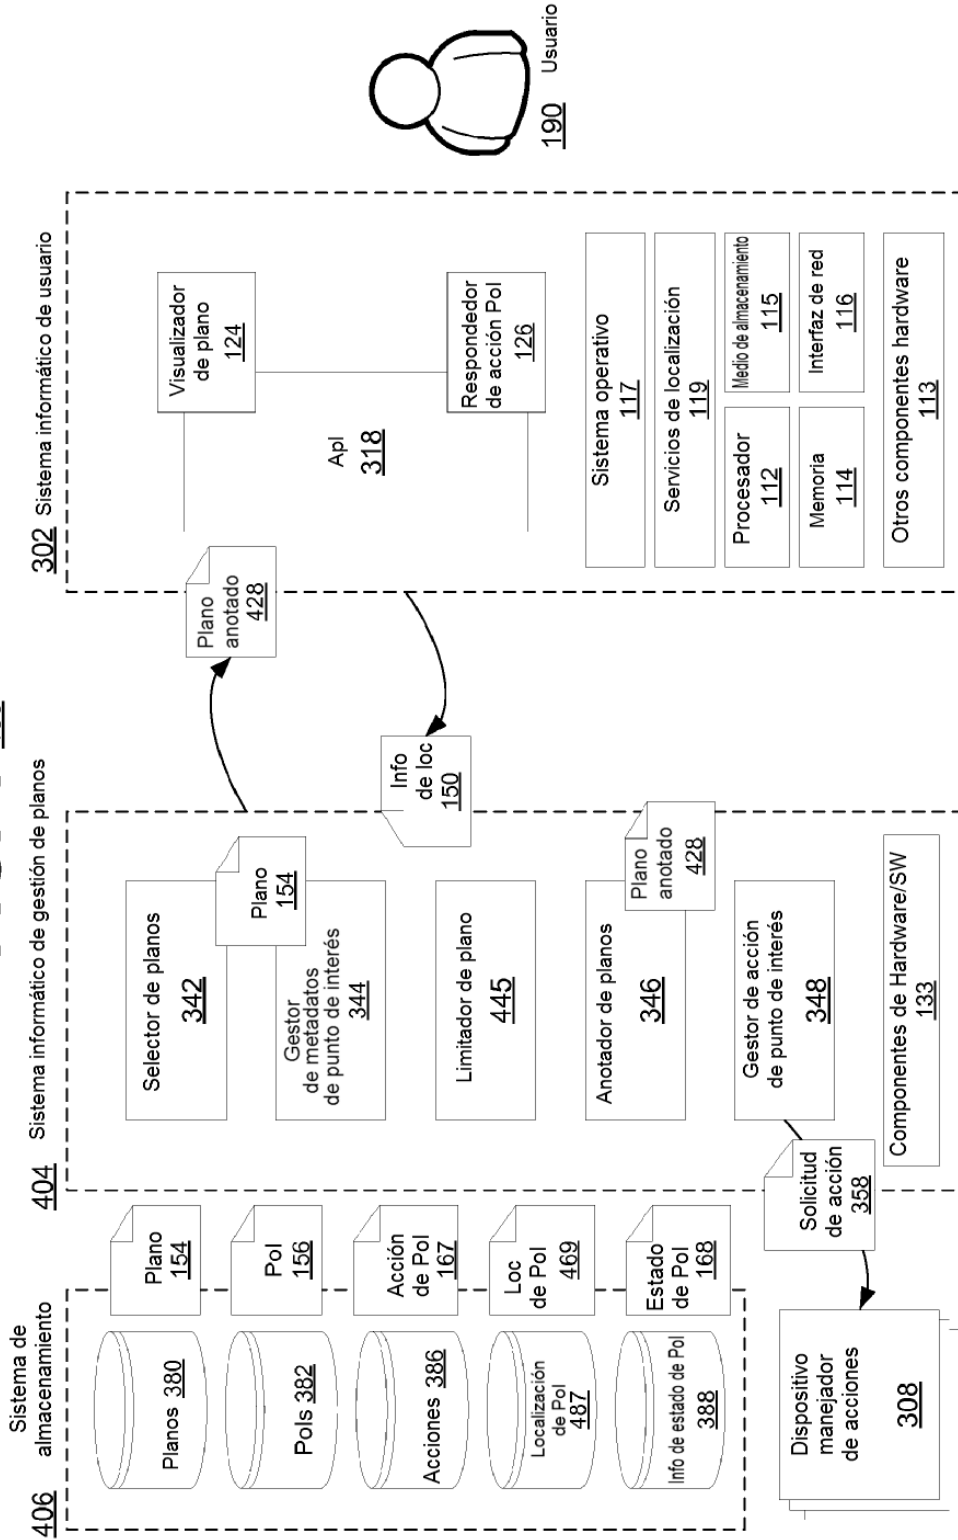 Sistema de
almacenamiento
406
Planos 380
PoIs 382
Acciones 386
Localización
de PoI
487
Info de estado de PoI
388
Plano
154
PoI
156
Acción
de PoI
167
Loc
de PoI
469
Estado
de PoI
168
Dispositivo
manejador
de acciones
308
Solicitud
de acción
358
404
Sistema informático de gestión de planos
Selector de planos
342
Plano
154
Gestor
de metadatos
de punto de interés
344
Limitador de plano
445
Anotador de planos
346
Plano
anotado
428
Gestor de acción
de punto de interés
348
Componentes de Hardware/SW
133
Plano
anotado
428
Info
de loc
150
302
Sistema informático de usuario
Visualizador
de plano
124
Apl
318
Respondedor
de acción PoI
126
Sistema operativo
117
Servicios de localización
119
Procesador
112
Medio de almacenamiento
115
Memoria
114
Interfaz de red
116
Otros componentes hardware
113
190
Usuario